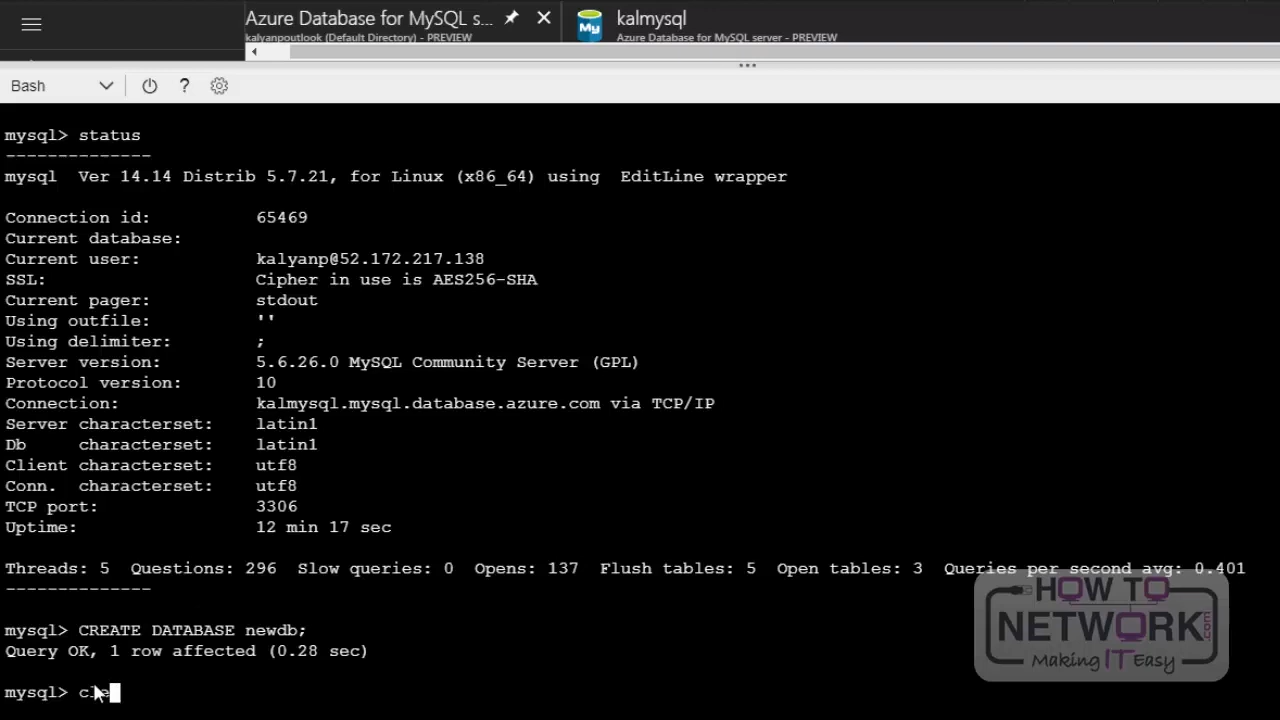 Azure Database for MySQL s...
kalyanpoutlook (Default Directory) - PREVIEW
kalmysql
Azure Database for MySQL server - PREVIEW
My
Bash
?
mysql> status
--------------
mysql  Ver 14.14 Distrib 5.7.21, for Linux (x86_64) using  EditLine wrapper
Connection id: 65469
Current database:
Current user: kalyanp@52.172.217.138
SSL: Cipher in use is AES256-SHA
Current pager: stdout
Using outfile: ''
Using delimiter: ;
Server version: 5.6.26.0 MySQL Community Server (GPL)
Protocol version: 10
Connection: kalmysql.mysql.database.azure.com via TCP/IP
Server characterset: latin1
Db     characterset: latin1
Client characterset: utf8
Conn.  characterset: utf8
TCP port: 3306
Uptime: 12 min 17 sec
Threads: 5  Questions: 296  Slow queries: 0  Opens: 137  Flush tables: 5  Open tables: 3  Queries per second avg: 0.401
--------------
mysql> CREATE DATABASE newdb;
Query OK, 1 row affected (0.28 sec)
mysql> cle
HOW TO
NETWORK.com
Making IT Easy